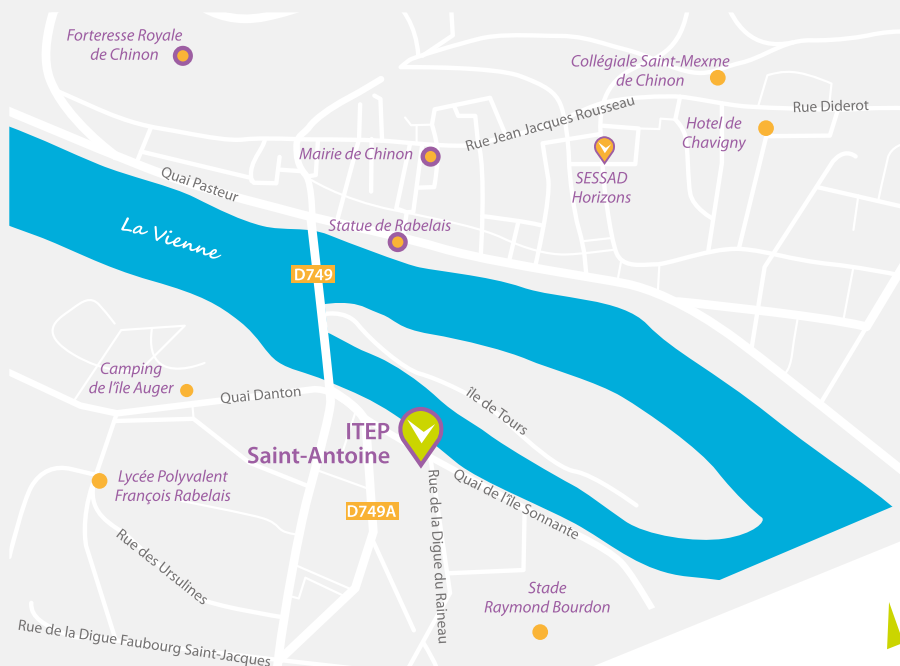 Forteresse Royale
de Chinon
Collégiale Saint-Mexme
de Chinon
Rue Diderot
Rue Jean Jacques Rousseau
Hotel de
Chavigny
Mairie de Chinon
SESSAD
Horizons
Quai Pasteur
Statue de Rabelais
La Vienne
D749
Camping
de l'île Auger
Quai Danton
île de Tours
ITEP
Saint-Antoine
Lycée Polyvalent
François Rabelais
D749A
Quai de l'île Sonnante
Rue de la Digue du Raineau
Rue des Ursulines
Stade
Raymond Bourdon
Rue de la Digue Faubourg Saint-Jacques